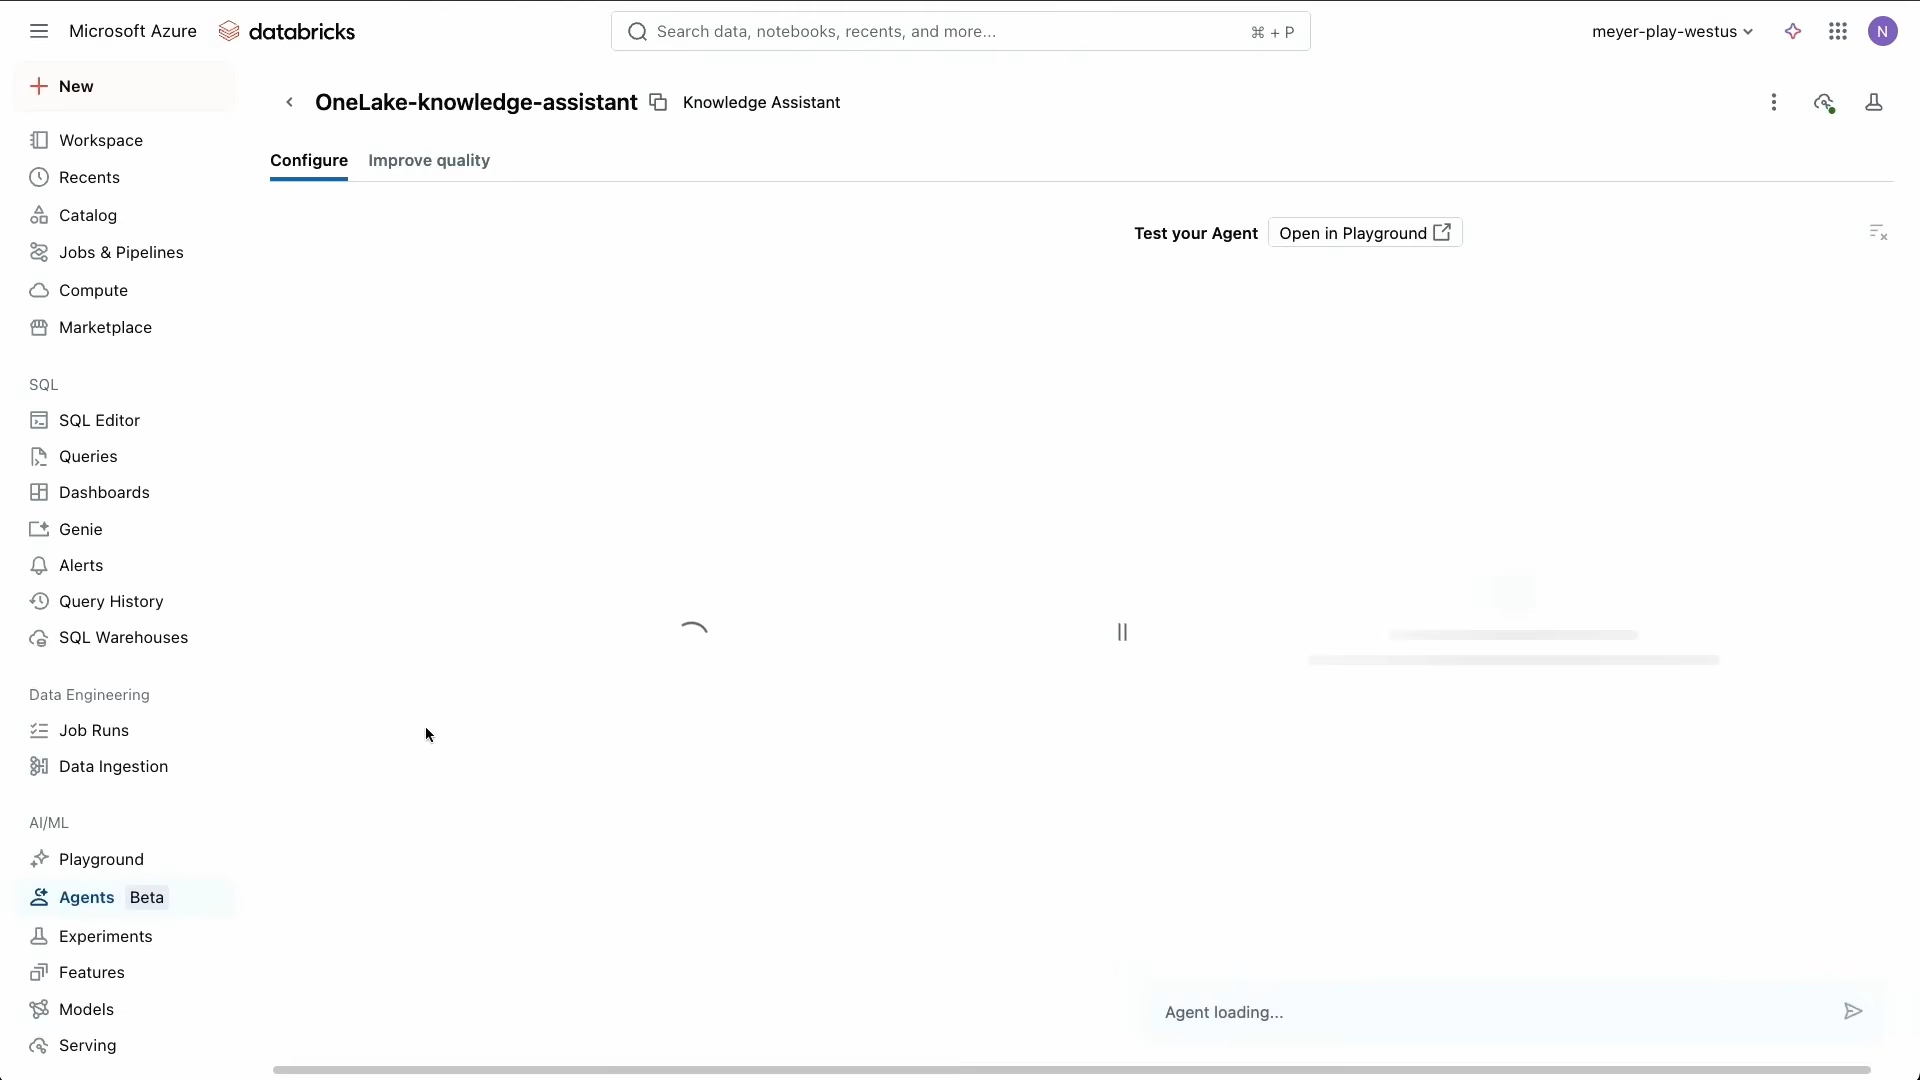 Microsoft Azure
databricks
Search data, notebooks, recents, and more...
⌘ + P
meyer-play-westus
N
New
Workspace
Recents
Catalog
Jobs & Pipelines
Compute
Marketplace
SQL
SQL Editor
Queries
Dashboards
Genie
Alerts
Query History
SQL Warehouses
Data Engineering
Job Runs
Data Ingestion
AI/ML
Playground
Agents Beta
Experiments
Features
Models
Serving
OneLake-knowledge-assistant
Knowledge Assistant
Configure
Improve quality
Test your Agent
Open in Playground
Agent loading...